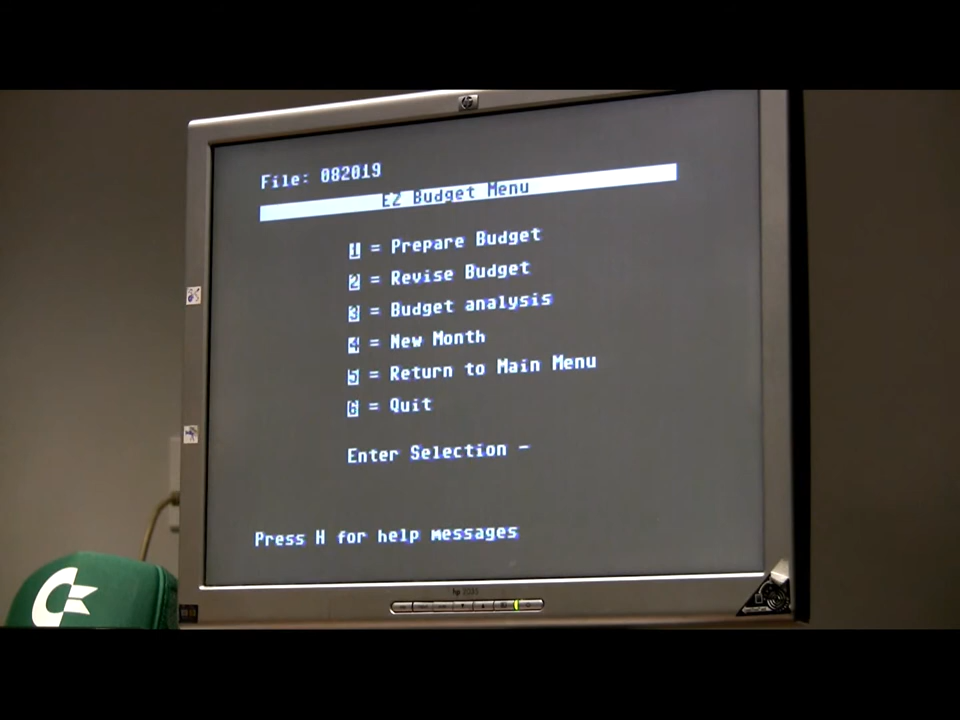 hp
File: 082019
EZ Budget Menu
1 = Prepare Budget
2 = Revise Budget
3 = Budget analysis
4 = New Month
5 = Return to Main Menu
6 = Quit
Enter Selection -
Press H for help messages